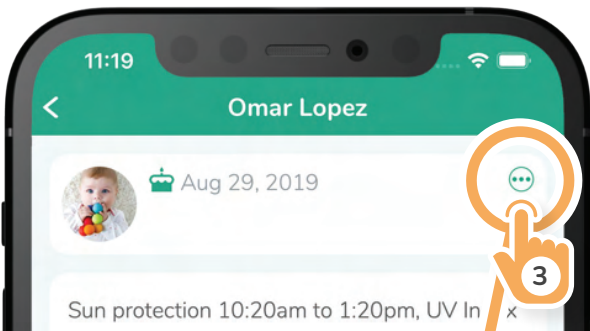 11:19
Omar Lopez
Aug 29, 2019
3
Sun protection 10:20am to 1:20pm, UV In x